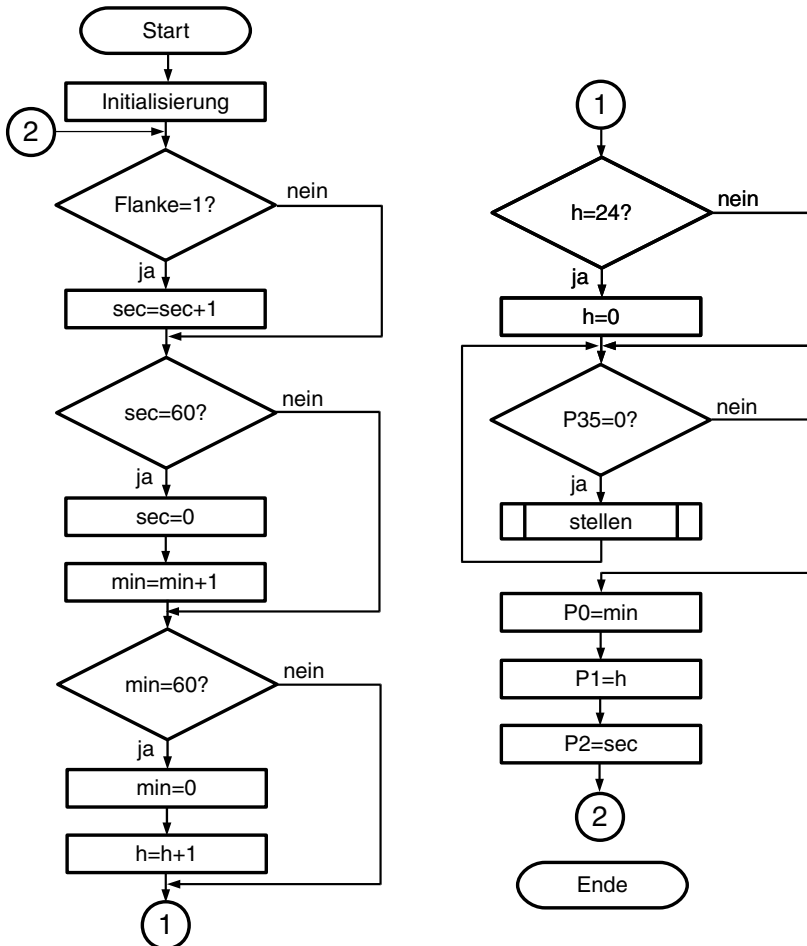 Start
Initialisierung
2
Flanke=1?
nein
ja
sec=sec+1
sec=60?
nein
ja
sec=0
min=min+1
min=60?
nein
ja
min=0
h=h+1
1
1
h=24?
nein
ja
h=0
P35=0?
nein
ja
stellen
P0=min
P1=h
P2=sec
2
Ende